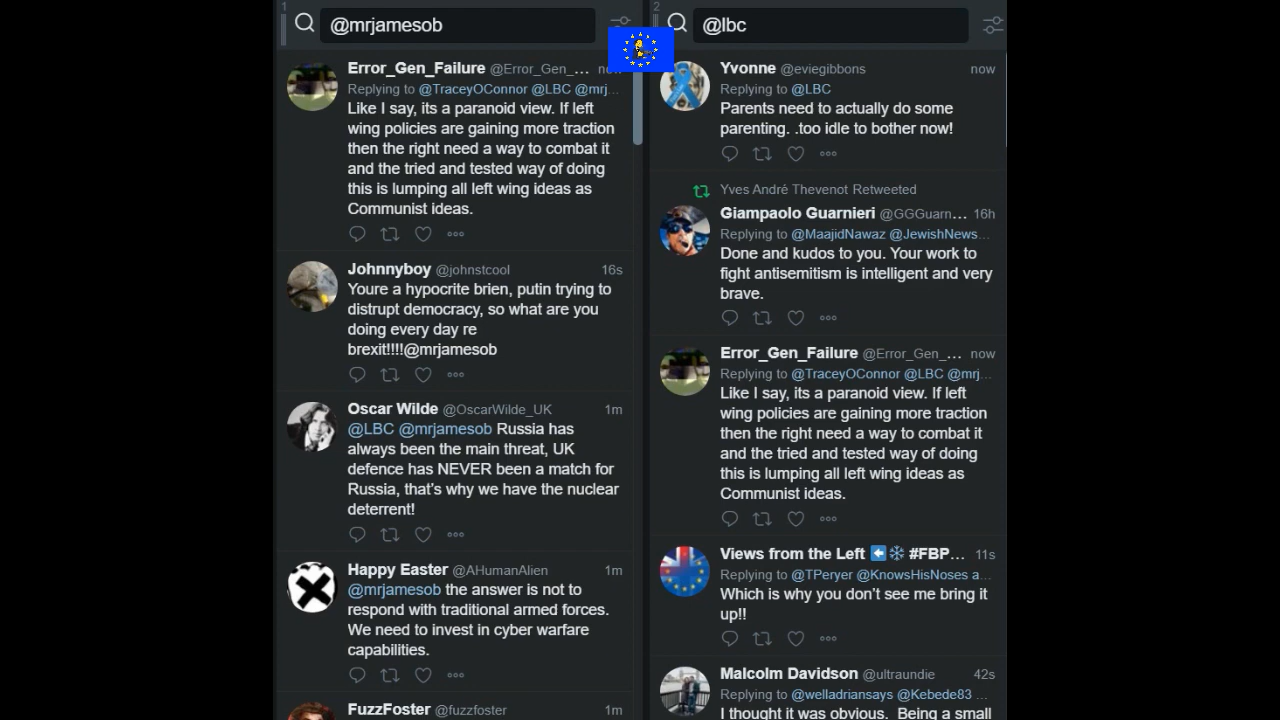 1
@mrjamesob
Error_Gen_Failure @Error_Gen_... now
Replying to @TraceyOConnor @LBC @mrj...
Like I say, its a paranoid view. If left
wing policies are gaining more traction
then the right need a way to combat it
and the tried and tested way of doing
this is lumping all left wing ideas as
Communist ideas.
Johnnyboy @johnstcool 16s
Youre a hypocrite brien, putin trying to
distrupt democracy, so what are you
doing every day re
brexit!!!!@mrjamesob
Oscar Wilde @OscarWilde_UK 1m
@LBC @mrjamesob Russia has
always been the main threat, UK
defence has NEVER been a match for
Russia, that's why we have the nuclear
deterrent!
Happy Easter @AHumanAlien 1m
@mrjamesob the answer is not to
respond with traditional armed forces.
We need to invest in cyber warfare
capabilities.
FuzzFoster @fuzzfoster 1m
2
@lbc
Yvonne @eviegibbons now
Replying to @LBC
Parents need to actually do some
parenting. .too idle to bother now!
Yves André Thevenot Retweeted
Giampaolo Guarnieri @GGGuarn... 16h
Replying to @MaajidNawaz @JewishNews...
Done and kudos to you. Your work to
fight antisemitism is intelligent and very
brave.
Error_Gen_Failure @Error_Gen_... now
Replying to @TraceyOConnor @LBC @mrj...
Like I say, its a paranoid view. If left
wing policies are gaining more traction
then the right need a way to combat it
and the tried and tested way of doing
this is lumping all left wing ideas as
Communist ideas.
Views from the Left ⬅️❄️ #FBP... 11s
Replying to @TPeryer @KnowsHisNoses a...
Which is why you don't see me bring it
up!!
Malcolm Davidson @ultraundie 42s
Replying to @welladriansays @Kebede83 ...
I thought it was obvious. Being a small